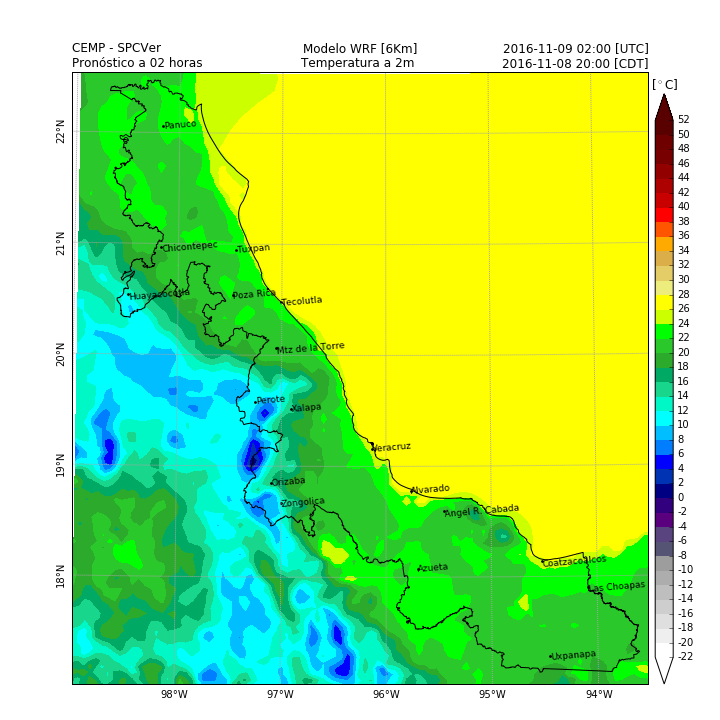 CEMP - SPCVer Modelo WRF [6Km] 2016-11-09 02:00 [UTC]
Pronóstico a 02 horas Temperatura a 2m 2016-11-08 20:00 [CDT]
[°C]
52
50
48
46
44
42
40
38
36
34
32
30
28
26
24
22
20
18
16
14
12
10
8
6
4
2
0
-2
-4
-6
-8
-10
-12
-14
-16
-18
-20
-22
22°N
21°N
20°N
19°N
18°N
Panuco
Chicontepec
Tuxpan
Huayacocotla
Poza Rica
Tecolutla
Mtz de la Torre
Perote
Xalapa
Veracruz
Orizaba
Alvarado
Zongolica
Angel R. Cabada
Azueta
Coatzacoalcos
Las Choapas
Uxpanapa
98°W 97°W 96°W 95°W 94°W